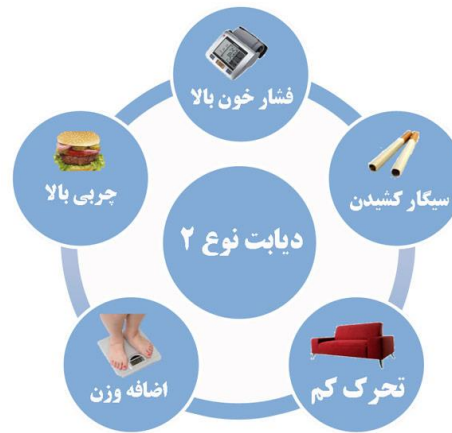 فشار خون بالا
سیگار کشیدن
چربی بالا
دیابت نوع ۲
تحرک کم
اضافه وزن